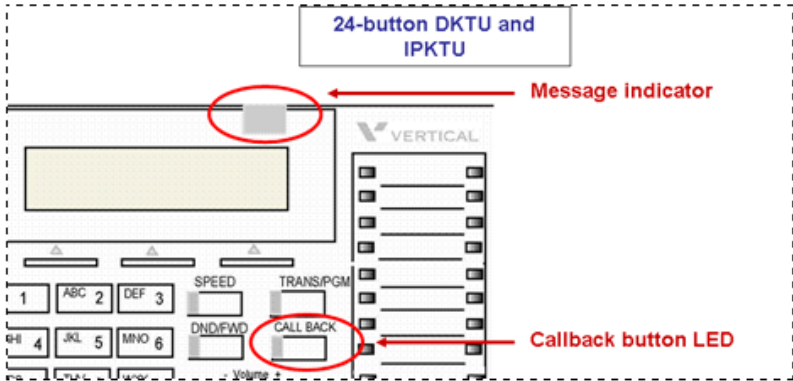 24-button DKTU and
IPKTU
Message indicator
VERTICAL
SPEED TRANS/PGM
1 ABC 2 DEF 3
DND/FWD CALL BACK
4 JKL 5 MNO 6
Callback button LED
- Volume +